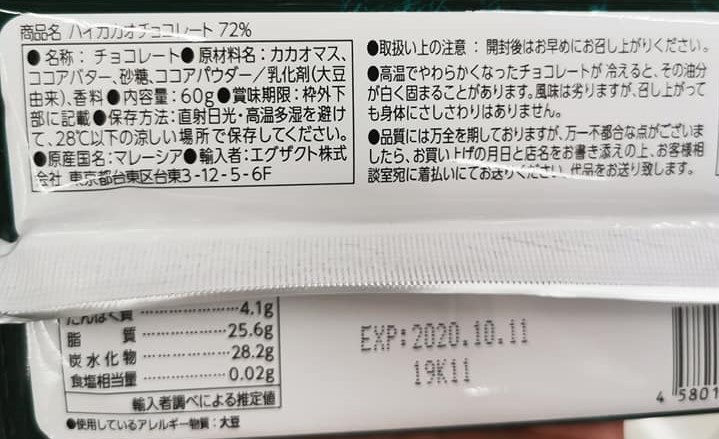 商品名 ハイカカオチョコレート 72%
●名称：チョコレート●原材料名：カカオマス、
ココアバター、砂糖、ココアパウダー／乳化剤(大豆
由来)、香料●内容量：60g●賞味期限：枠外下
部に記載●保存方法：直射日光・高温多湿を避け
て、28℃以下の涼しい場所で保存してください。
●原産国名：マレーシア●輸入者：エグザクト株式
会社 東京都台東区台東3-12-5-6F
●取扱い上の注意：開封後はお早めにお召し上がりください。
●高温でやわらかくなったチョコレートが冷えると、その油分
が白く固まることがあります。風味は劣りますが、召し上がって
も身体にさしさわりはありません。
●品質には万全を期しておりますが、万一不都合な点がございま
したら、お買い上げの月日と店名をお書き添えの上、お客様相
談室宛に着払いにてお送りください。代品をお送り致します。
たんぱく質 ……………4.1g
脂質 ……………25.6g
炭水化物 ……………28.2g
食塩相当量 ……………0.02g
輸入者調べによる推定値
●使用しているアレルギー物質：大豆
EXP:2020.10.11
19K11
4 5801